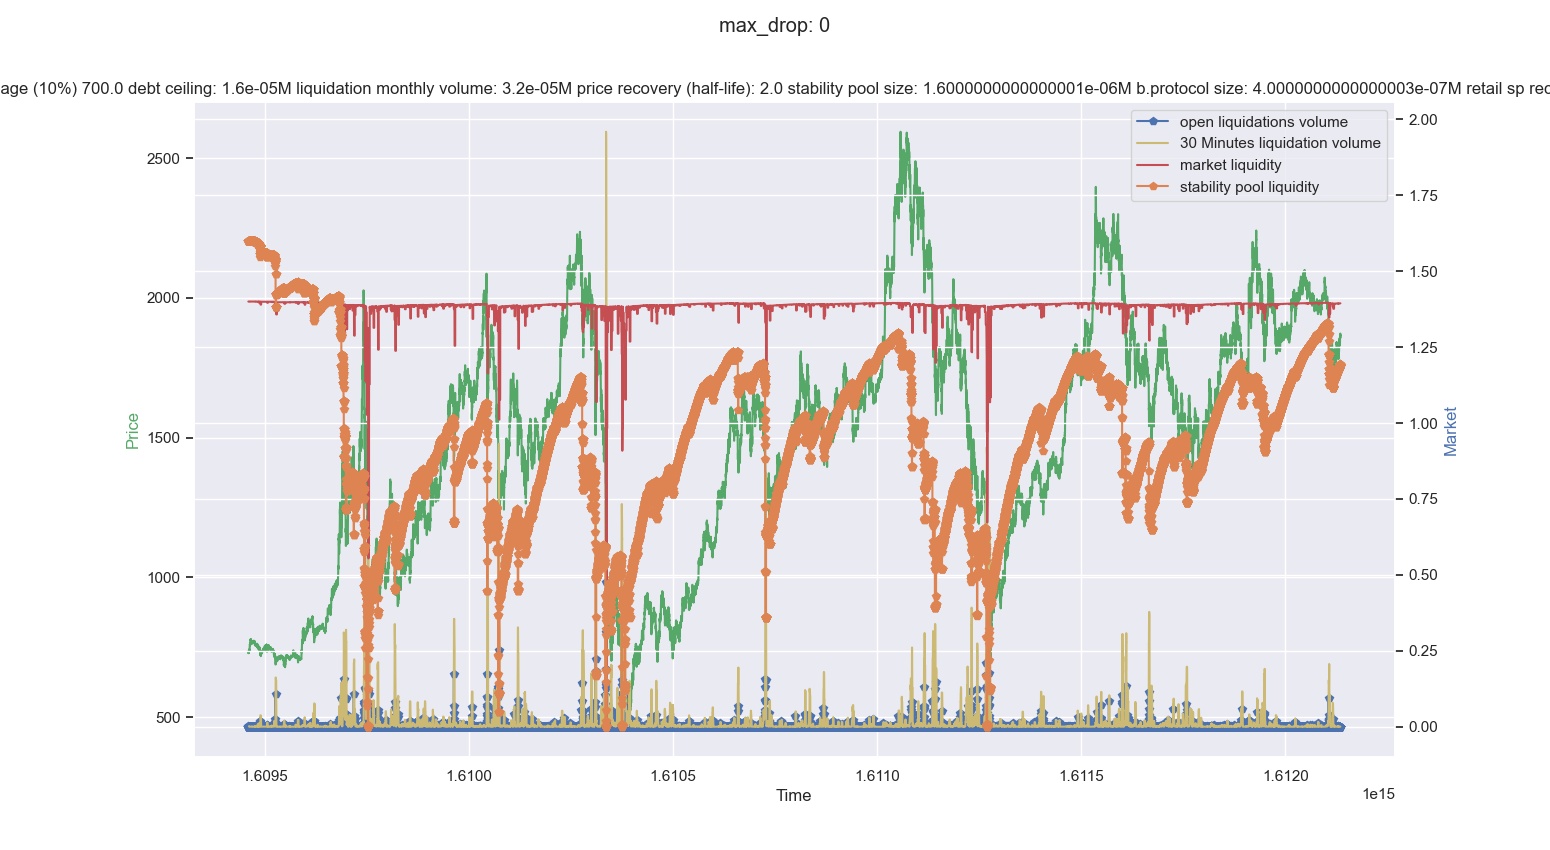 max_drop: 0
age (10%) 700.0 debt ceiling: 1.6e-05M liquidation monthly volume: 3.2e-05M price recovery (half-life): 2.0 stability pool size: 1.6000000000000001e-06M b.protocol size: 4.0000000000000003e-07M retail sp rec
open liquidations volume
30 Minutes liquidation volume
market liquidity
stability pool liquidity
2500
2000
1500
1000
500
Price
2.00
1.75
1.50
1.25
1.00
0.75
0.50
0.25
0.00
Market
1.6095
1.6100
1.6105
1.6110
1.6115
1.6120
1e15
Time